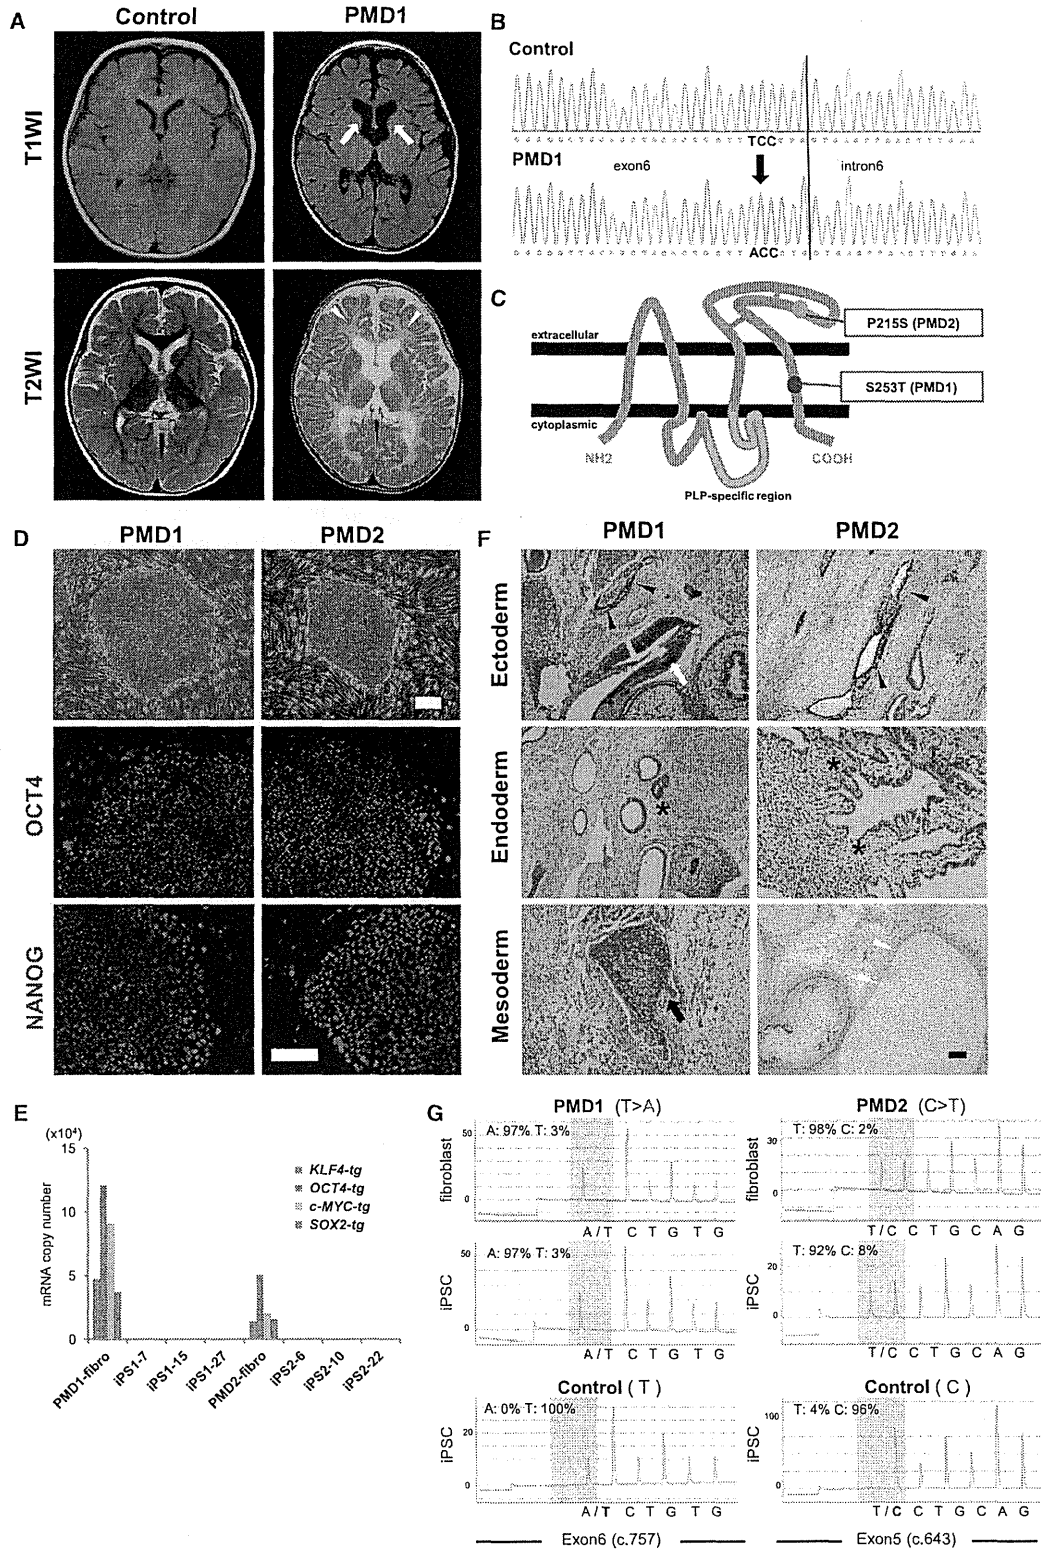 A
Control
PMD1
T1WI
T2WI
B
Control
TCC
PMD1
exon6
intron6
ACC
C
extracellular
P215S (PMD2)
S253T (PMD1)
cytoplasmic
NH2
COOH
PLP-specific region
D
PMD1
PMD2
OCT4
NANOG
F
PMD1
PMD2
Ectoderm
Endoderm
*
*
*
Mesoderm
E
(x10⁴)
mRNA copy number
15
10
5
0
KLF4-tg
OCT4-tg
c-MYC-tg
SOX2-tg
PMD1-fibro
iPS1-7
iPS1-15
iPS1-27
PMD2-fibro
iPS2-6
iPS2-10
iPS2-22
G
PMD1 (T>A)
fibroblast
A: 97% T: 3%
50
0
A/T C T G T G
iPSC
A: 97% T: 3%
50
0
A/T C T G T G
Control ( T )
iPSC
A: 0% T: 100%
20
0
A/T C T G T G
Exon6 (c.757)
PMD2 (C>T)
fibroblast
T: 98% C: 2%
30
0
T/C C T G C A G
iPSC
T: 92% C: 8%
20
0
T/C C T G C A G
Control ( C )
iPSC
T: 4% C: 96%
100
0
T/C C T G C A G
Exon5 (c.643)